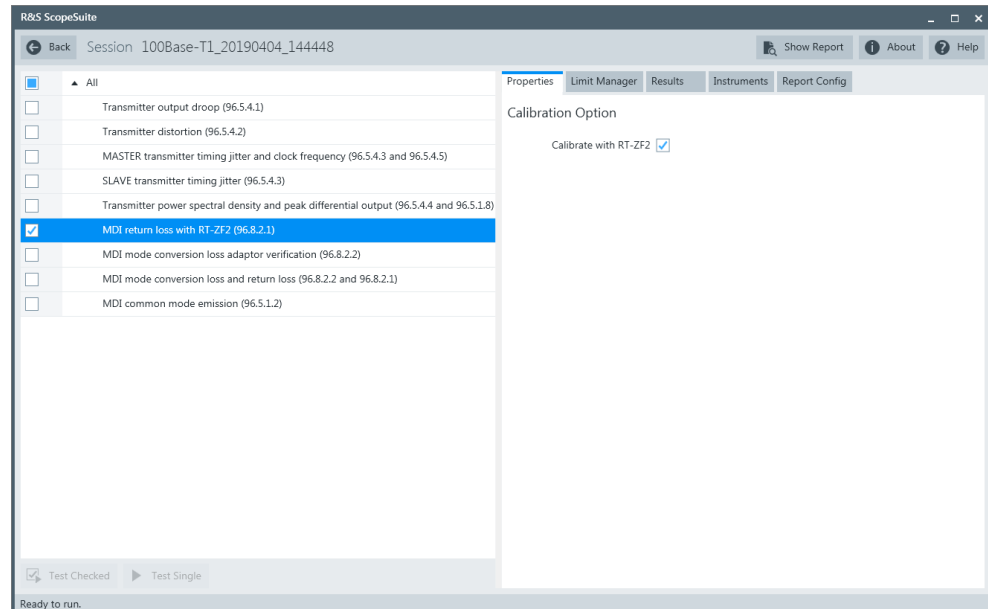 R&S ScopeSuite
Back Session 100Base-T1_20190404_144448 Show Report About Help
All
Transmitter output droop (96.5.4.1)
Transmitter distortion (96.5.4.2)
MASTER transmitter timing jitter and clock frequency (96.5.4.3 and 96.5.4.5)
SLAVE transmitter timing jitter (96.5.4.3)
Transmitter power spectral density and peak differential output (96.5.4.4 and 96.5.1.8)
MDI return loss with RT-ZF2 (96.8.2.1)
MDI mode conversion loss adaptor verification (96.8.2.2)
MDI mode conversion loss and return loss (96.8.2.2 and 96.8.2.1)
MDI common mode emission (96.5.1.2)
Properties Limit Manager Results Instruments Report Config
Calibration Option
Calibrate with RT-ZF2
Test Checked Test Single
Ready to run.